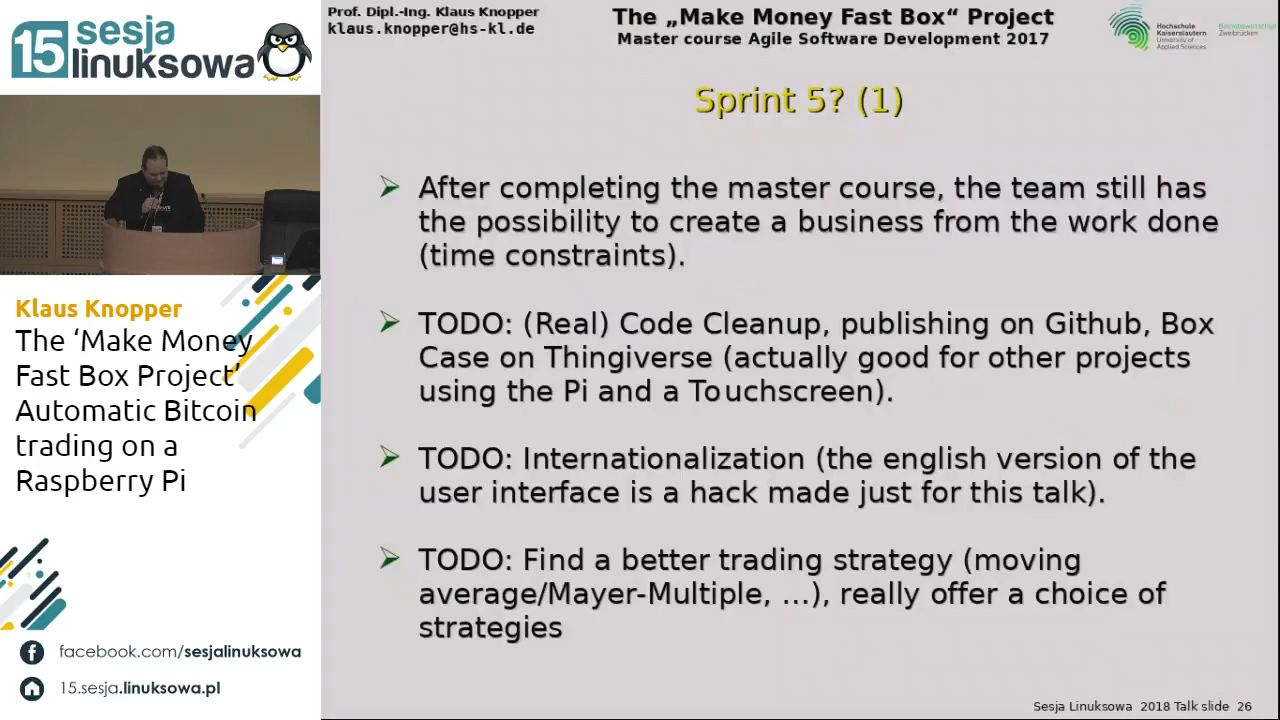 15 sesja
linuksowa
Klaus Knopper
The ‘Make Money
Fast Box Project’
Automatic Bitcoin
trading on a
Raspberry Pi
facebook.com/sesjalinuksowa
15.sesja.linuksowa.pl
Prof. Dipl.-Ing. Klaus Knopper
klaus.knopper@hs-kl.de
The „Make Money Fast Box“ Project
Master course Agile Software Development 2017
Hochschule
Kaiserslautern
University of
Applied Sciences
Betriebswirtschaft
Zweibrücken
Sprint 5? (1)
After completing the master course, the team still has
the possibility to create a business from the work done
(time constraints).
TODO: (Real) Code Cleanup, publishing on Github, Box
Case on Thingiverse (actually good for other projects
using the Pi and a Touchscreen).
TODO: Internationalization (the english version of the
user interface is a hack made just for this talk).
TODO: Find a better trading strategy (moving
average/Mayer-Multiple, ...), really offer a choice of
strategies
Sesja Linuksowa 2018 Talk slide 26